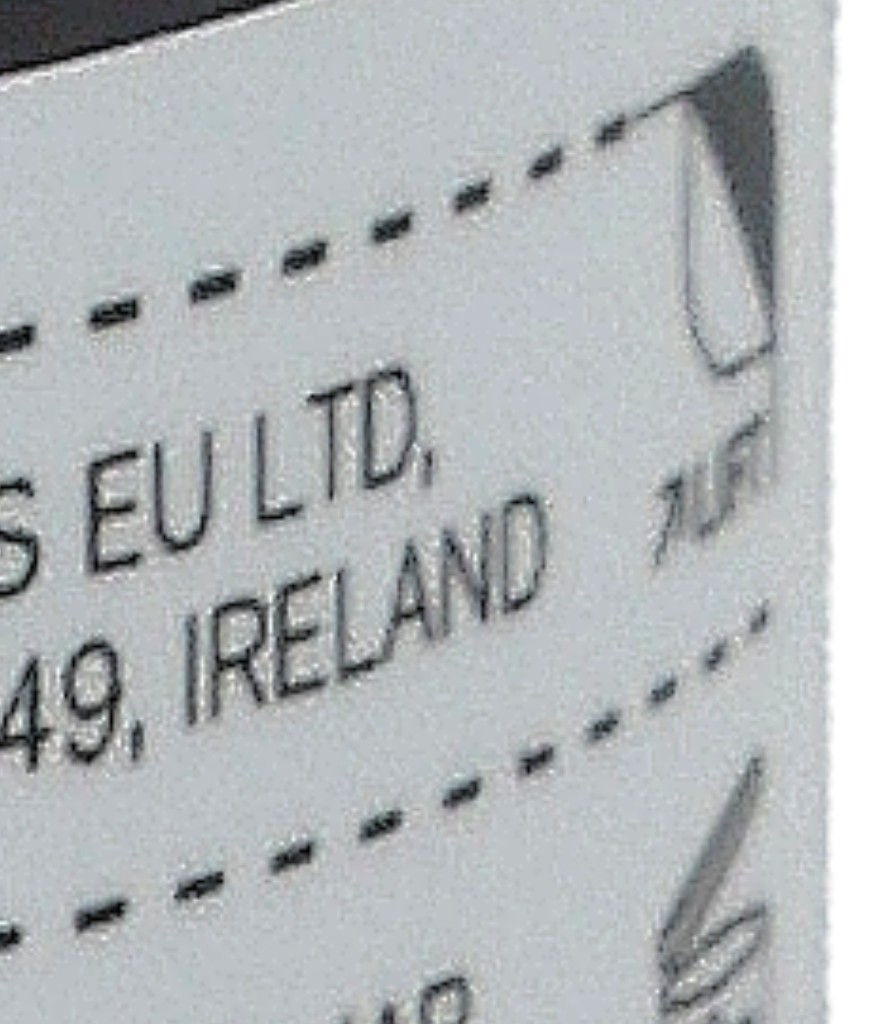 S EU LTD,
49, IRELAND